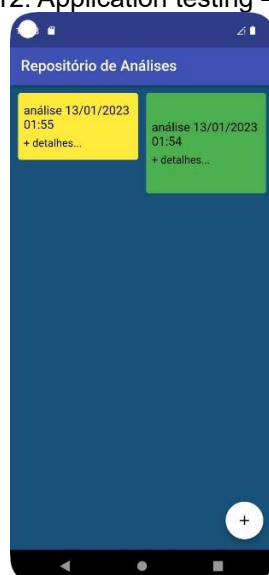 Application testing
Repositório de Análises
análise 13/01/2023
01:55
+ detalhes...
análise 13/01/2023
01:54
+ detalhes...
+